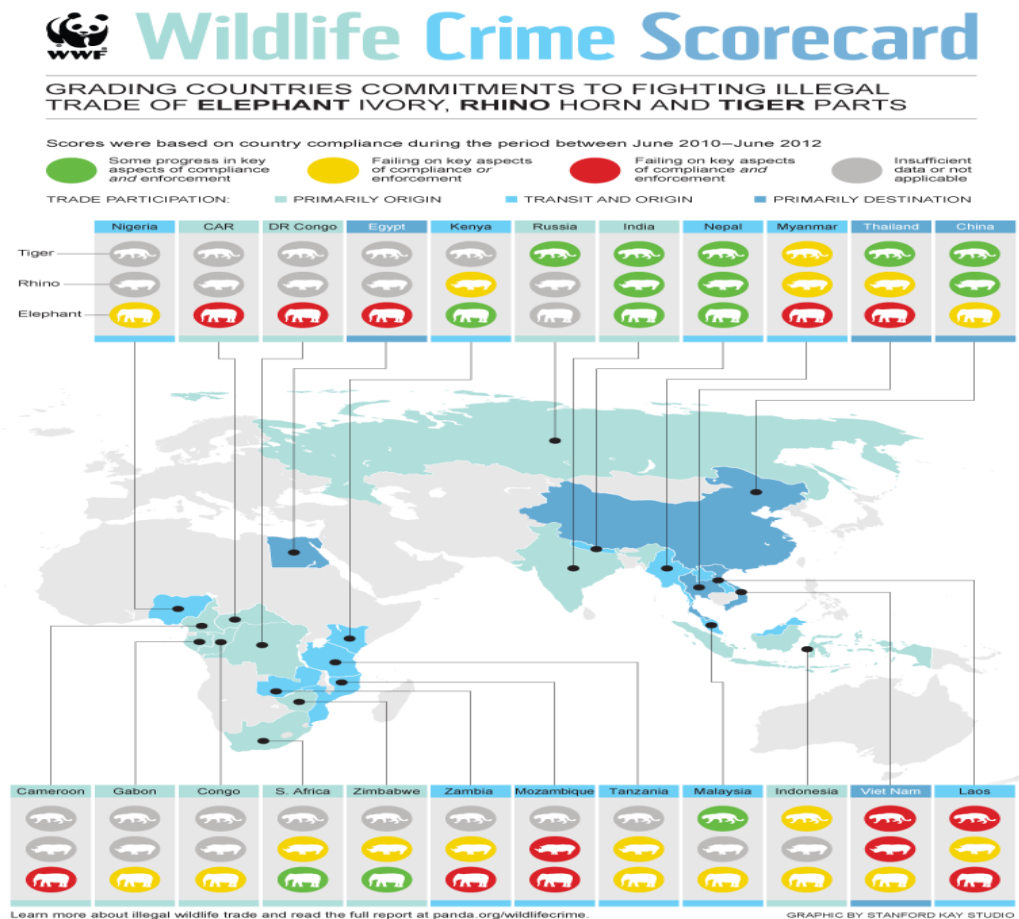 WWF
Wildlife Crime Scorecard
GRADING COUNTRIES COMMITMENTS TO FIGHTING ILLEGAL
TRADE OF ELEPHANT IVORY, RHINO HORN AND TIGER PARTS
Scores were based on country compliance during the period between June 2010–June 2012
Some progress in key
aspects of compliance
and enforcement
Failing on key aspects
of compliance or
enforcement
Failing on key aspects
of compliance and
enforcement
Insufficient
data or not
applicable
TRADE PARTICIPATION: PRIMARILY ORIGIN TRANSIT AND ORIGIN PRIMARILY DESTINATION
Nigeria CAR DR Congo Egypt Kenya Russia India Nepal Myanmar Thailand China
Tiger
Rhino
Elephant
Cameroon Gabon Congo S. Africa Zimbabwe Zambia Mozambique Tanzania Malaysia Indonesia Viet Nam Laos
Learn more about illegal wildlife trade and read the full report at panda.org/wildlifecrime. GRAPHIC BY STANFORD KAY STUDIO